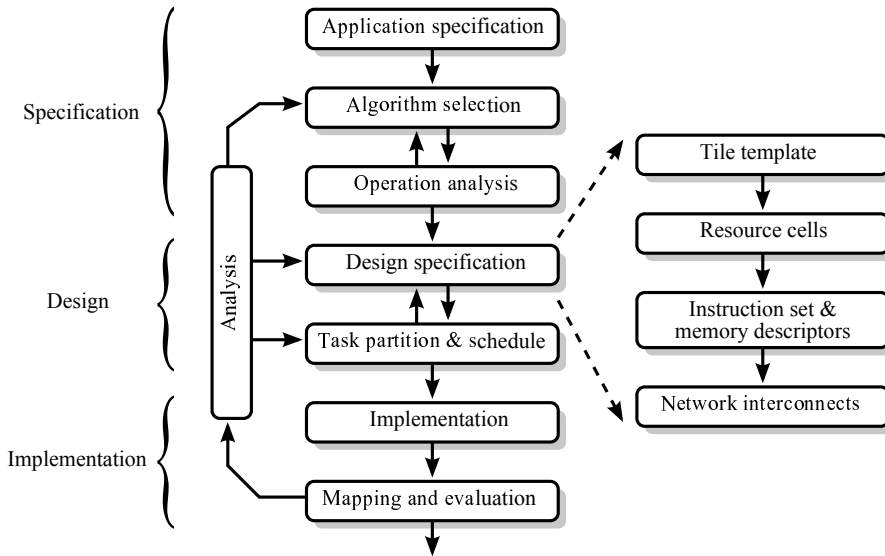 Application specification
Specification
Algorithm selection
Operation analysis
Tile template
Resource cells
Analysis
Design specification
Design
Instruction set &
memory descriptors
Task partition & schedule
Network interconnects
Implementation
Implementation
Mapping and evaluation